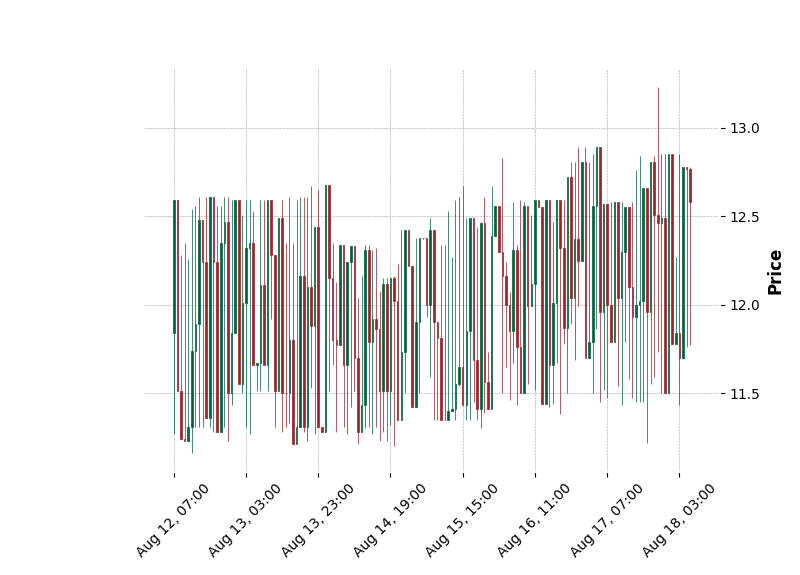 13.0
12.5
12.0
11.5
Price
Aug 12, 07:00
Aug 13, 03:00
Aug 13, 23:00
Aug 14, 19:00
Aug 15, 15:00
Aug 16, 11:00
Aug 17, 07:00
Aug 18, 03:00